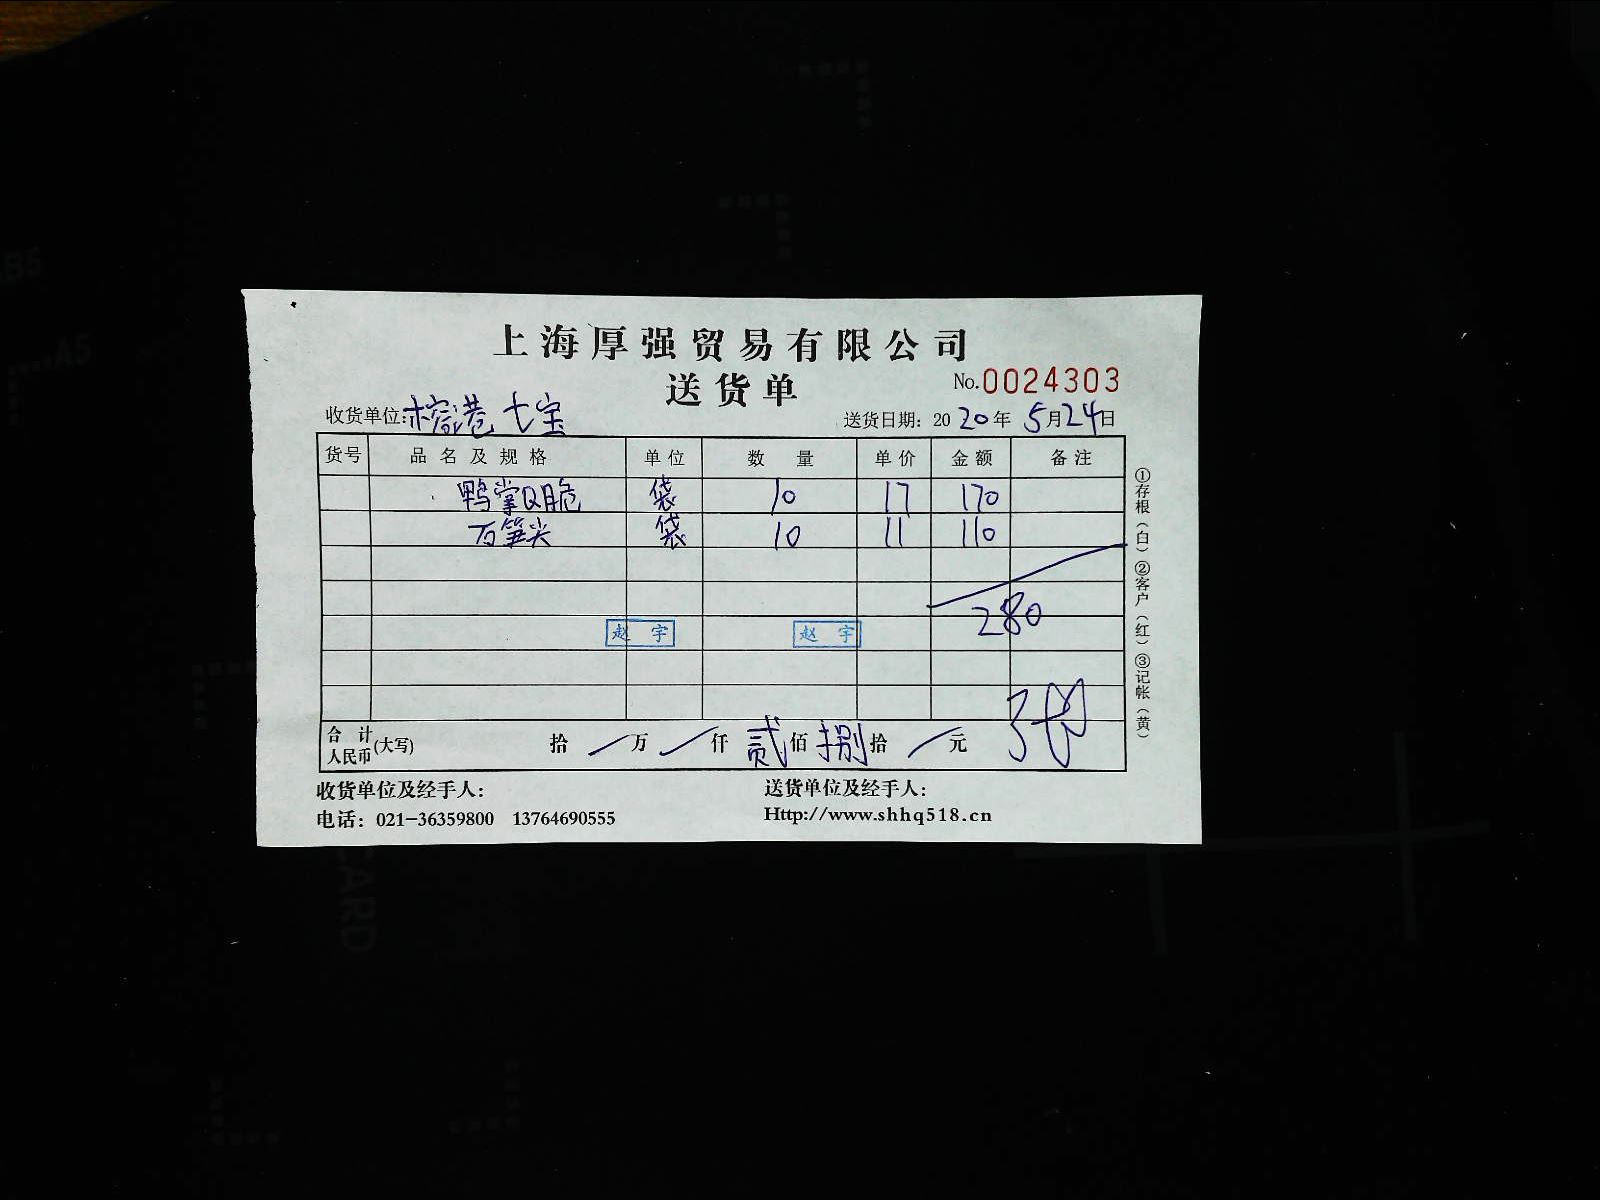 上海厚强贸易有限公司
送货单 No.0024303
收货单位:榕港 七宝 送货日期：2020年5月24日
货号 品名及规格 单位 数量 单价 金额 备注
鸭掌Q脆 袋 10 17 170
万笋尖 袋 10 11 110
280
赵宇 赵宇
合计人民币(大写) 拾 万 仟 贰佰 捌拾 元
收货单位及经手人： 送货单位及经手人：
电话：021-36359800 13764690555 Http://www.shhq518.cn
①存根（白）②客户（红）③记帐（黄）
B5
A5
CARD